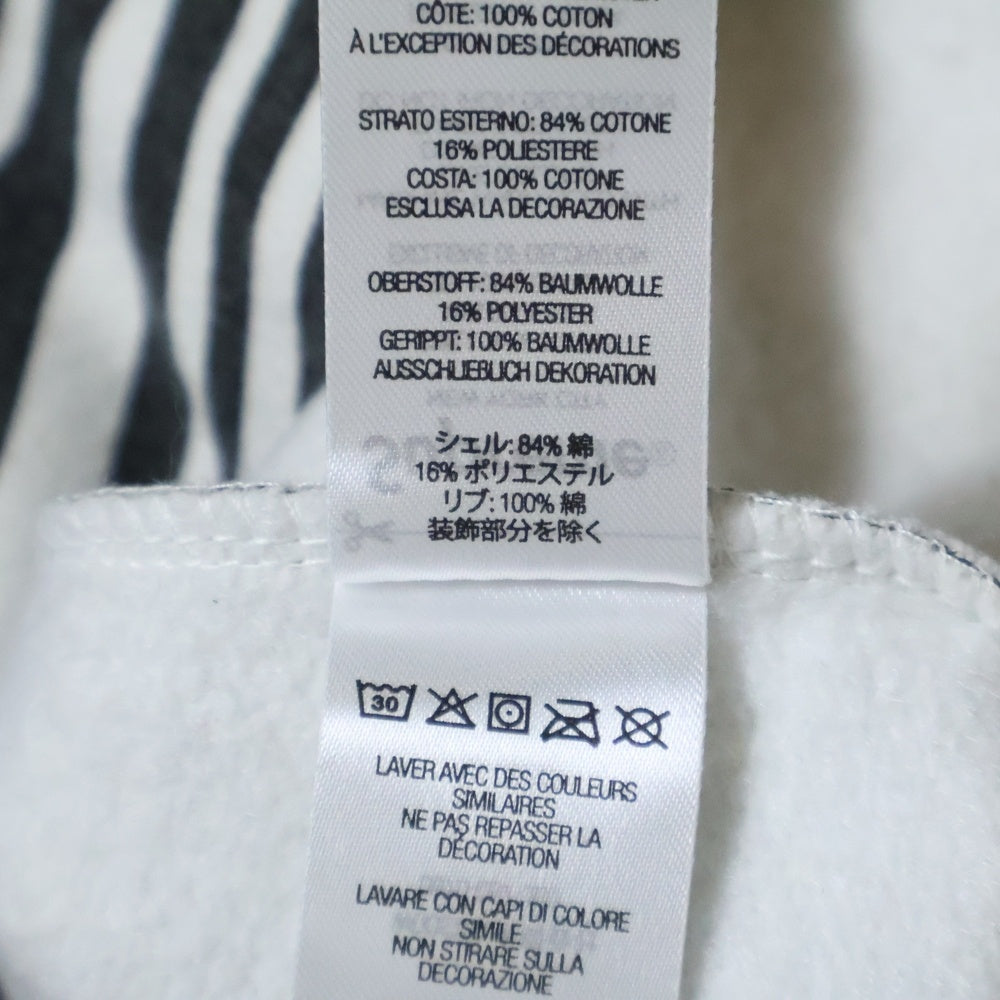 CÔTE: 100% COTON
À L'EXCEPTION DES DÉCORATIONS
STRATO ESTERNO: 84% COTONE
16% POLIESTERE
COSTA: 100% COTONE
ESCLUSA LA DECORAZIONE
OBERSTOFF: 84% BAUMWOLLE
16% POLYESTER
GERIPPT: 100% BAUMWOLLE
AUSSCHLIEBLICH DEKORATION
シェル: 84% 綿
16% ポリエステル
リブ: 100% 綿
装飾部分を除く
30
LAVER AVEC DES COULEURS
SIMILAIRES
NE PAS REPASSER LA
DÉCORATION
LAVARE CON CAPI DI COLORE
SIMILE
NON STIRARE SULLA
DECORAZIONE